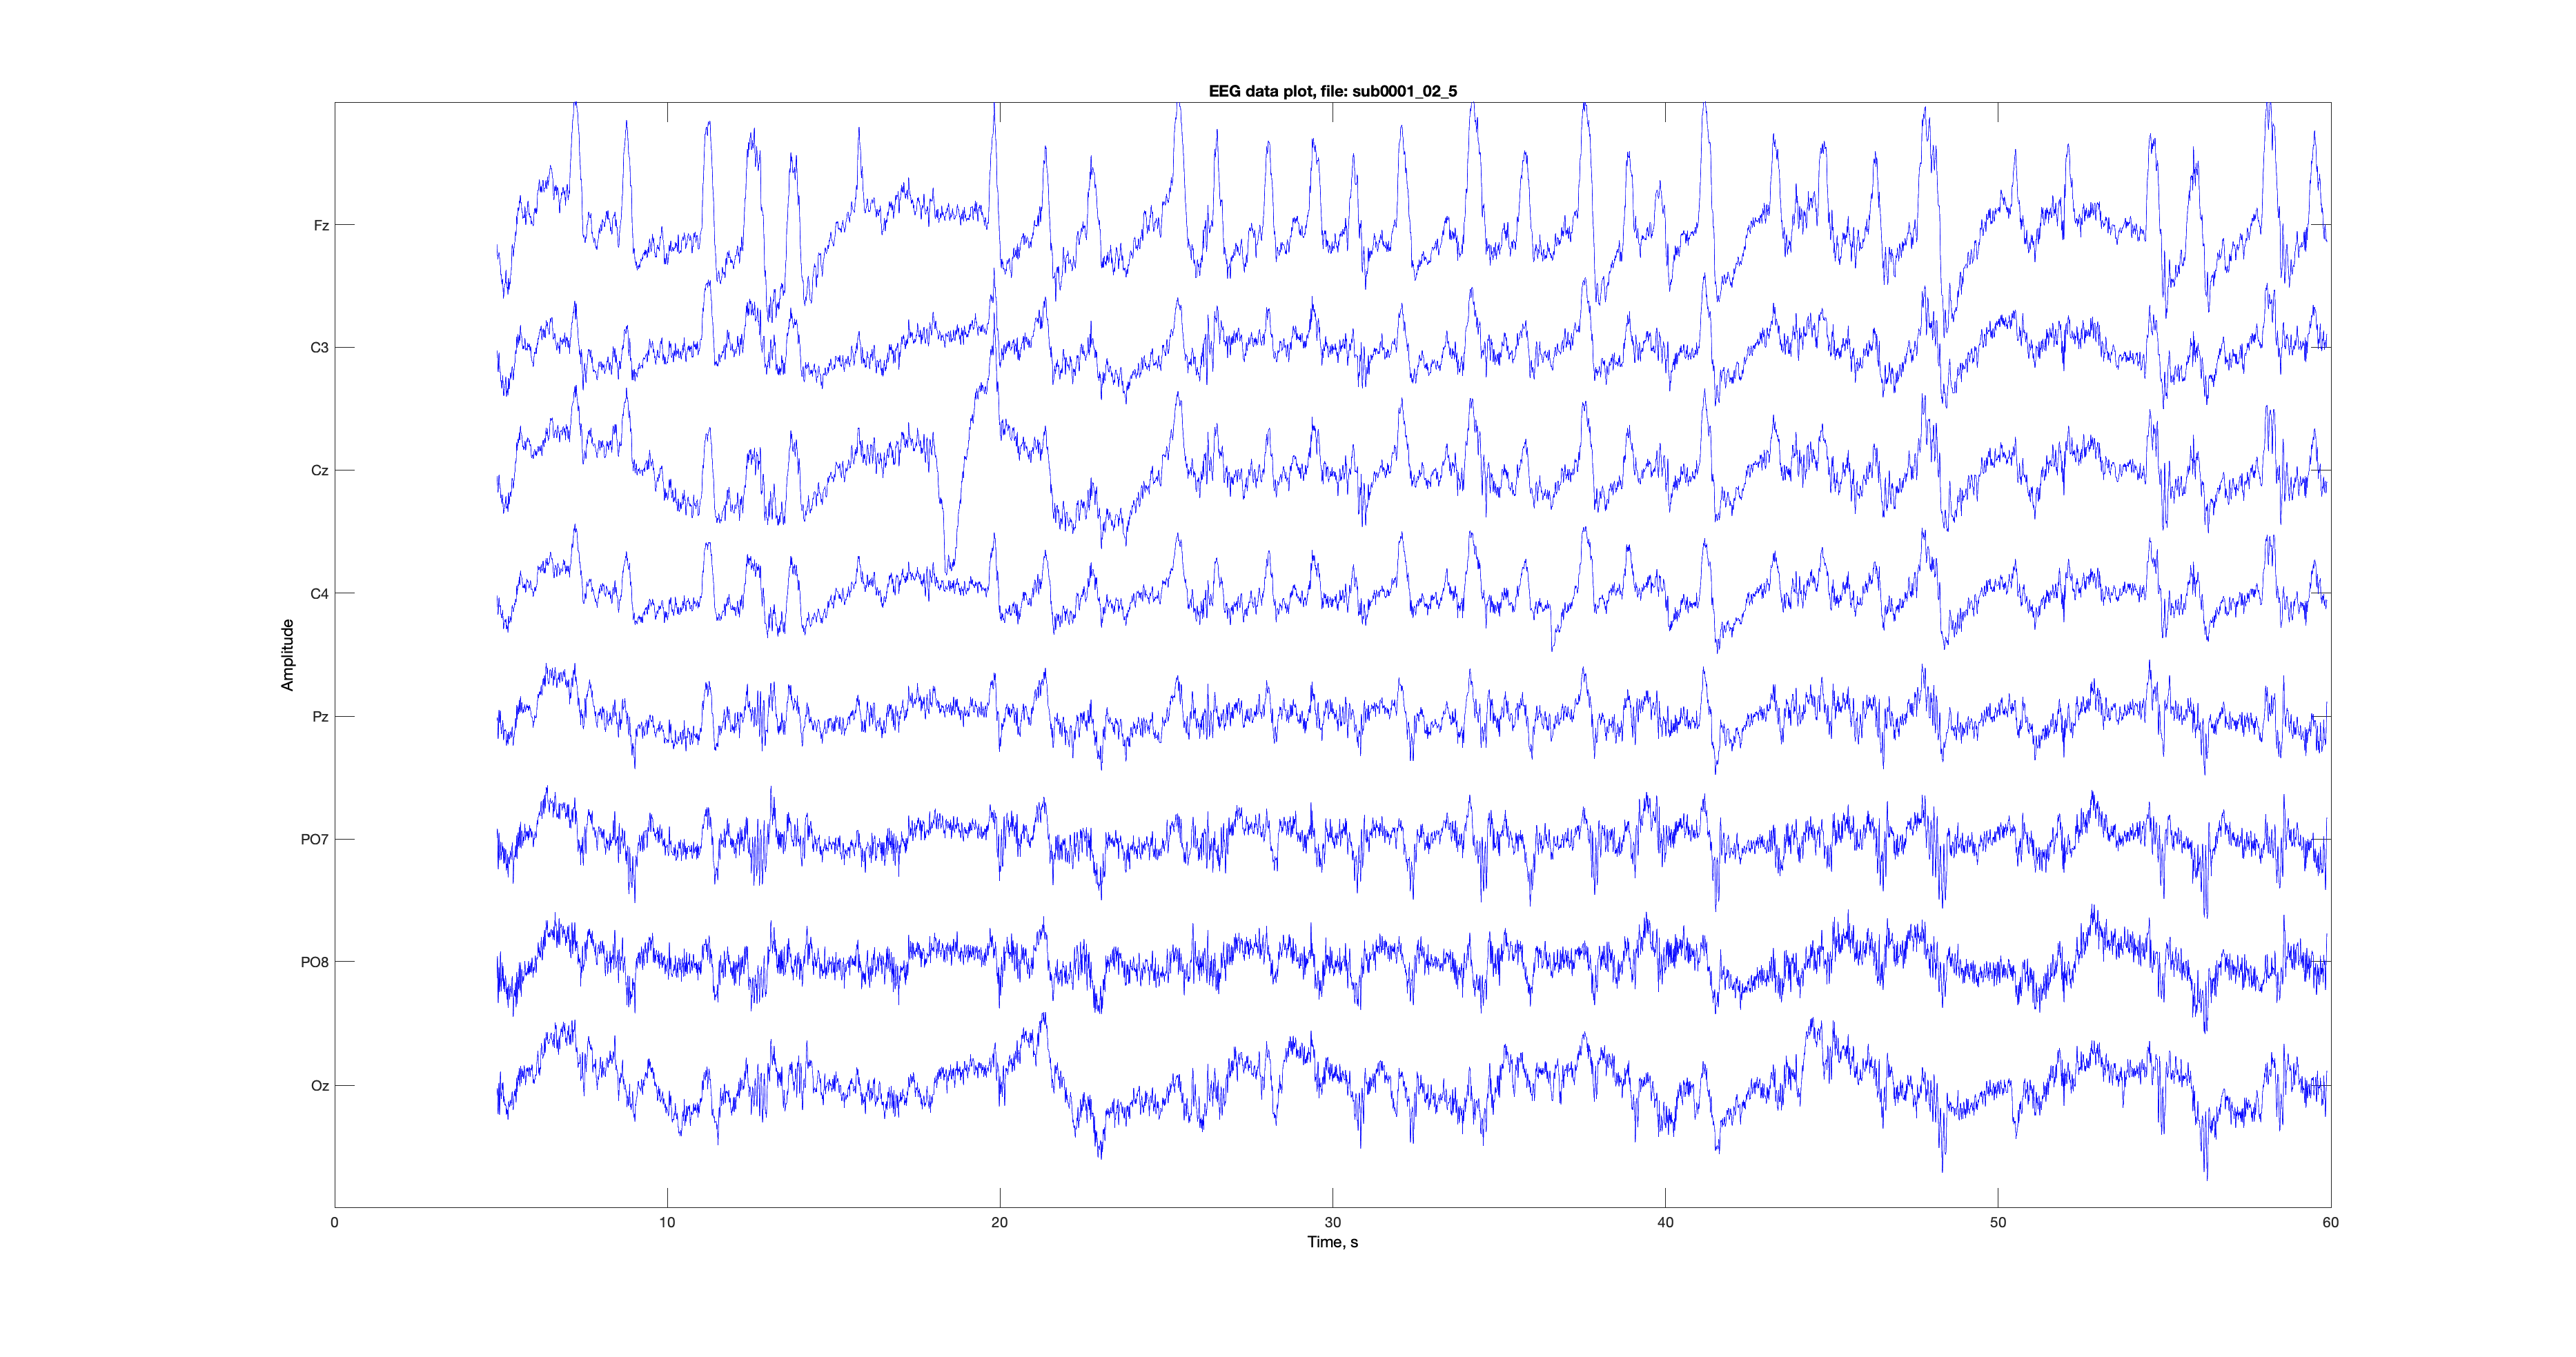 EEG data plot, file: sub0001_02_5
Fz
C3
Cz
C4
Amplitude
Pz
PO7
PO8
Oz
0 10 20 30 40 50 60
Time, s